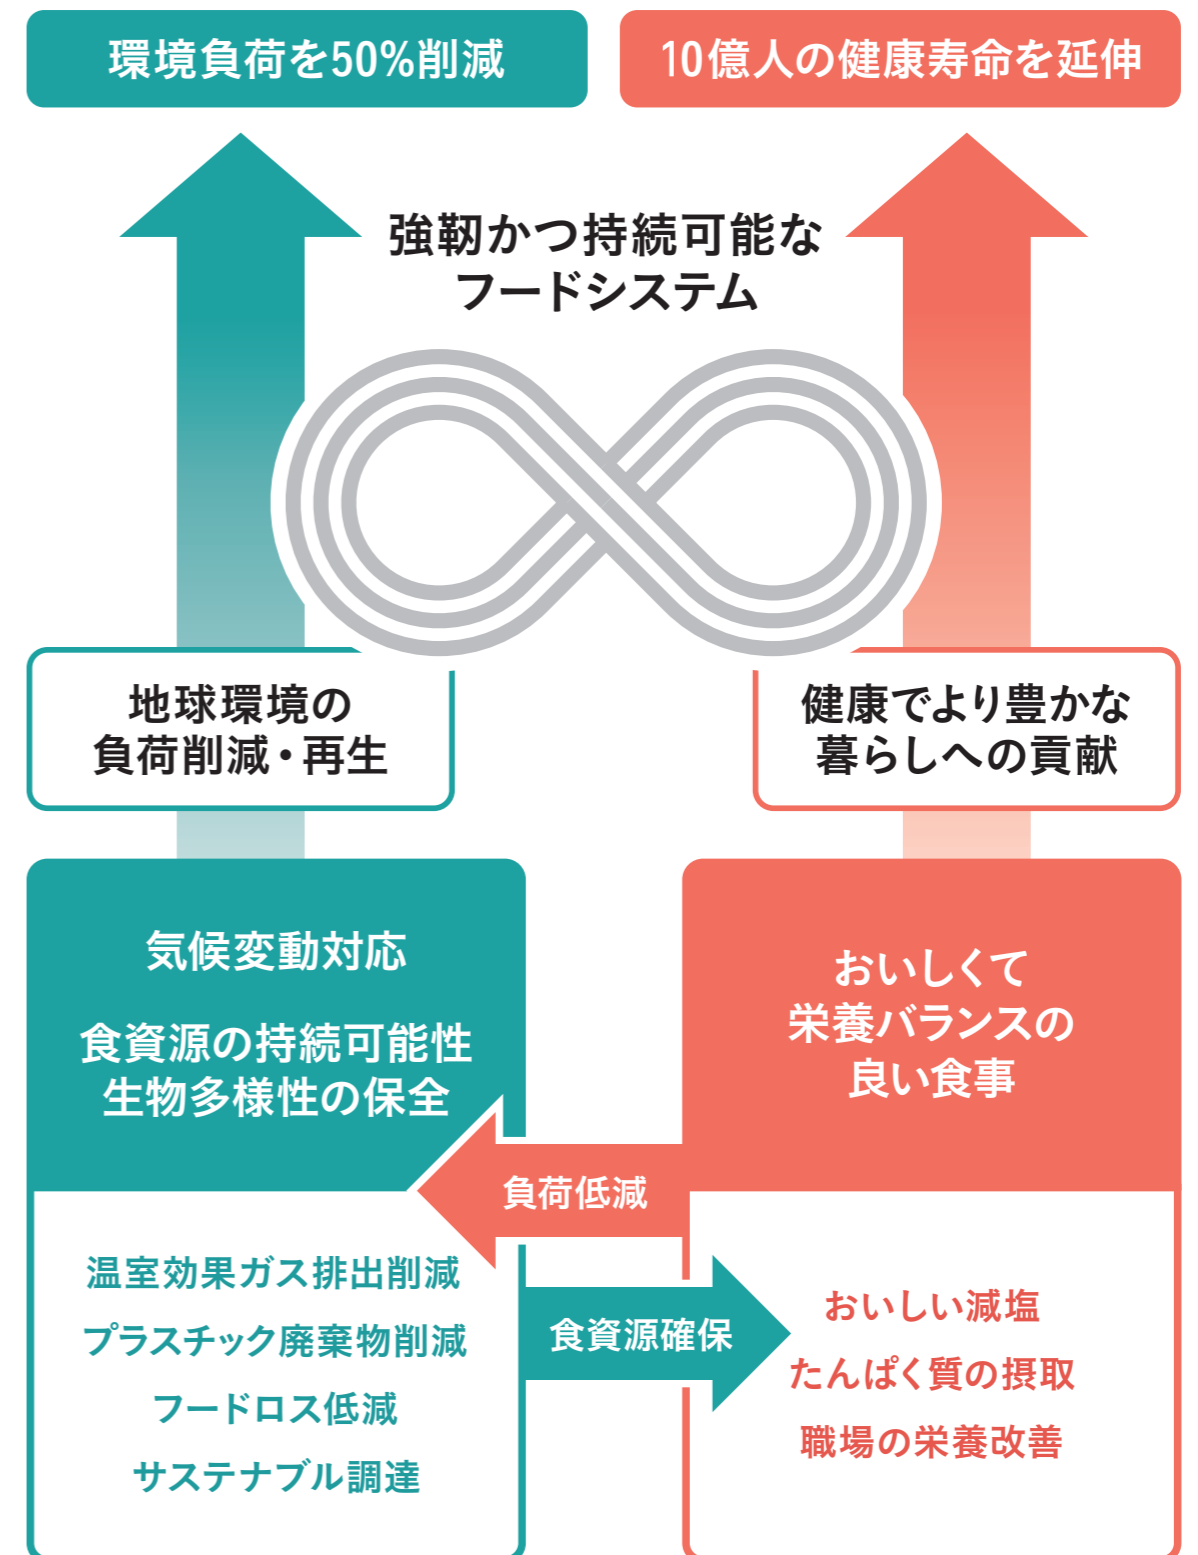 環境負荷を50%削減
10億人の健康寿命を延伸
強靭かつ持続可能な
フードシステム
地球環境の
負荷削減・再生
健康でより豊かな
暮らしへの貢献
気候変動対応
食資源の持続可能性
生物多様性の保全
おいしくて
栄養バランスの
良い食事
負荷低減
食資源確保
温室効果ガス排出削減
プラスチック廃棄物削減
フードロス低減
サステナブル調達
おいしい減塩
たんぱく質の摂取
職場の栄養改善